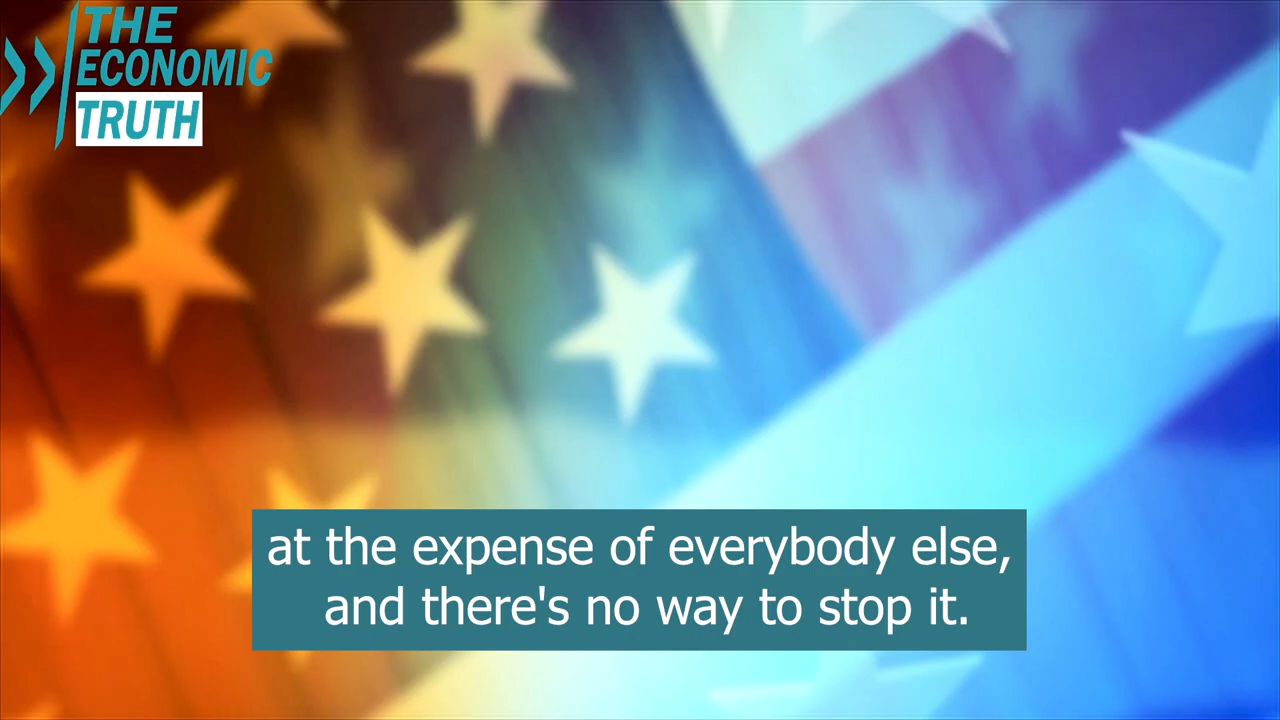 THE
ECONOMIC
TRUTH
at the expense of everybody else,
and there's no way to stop it.